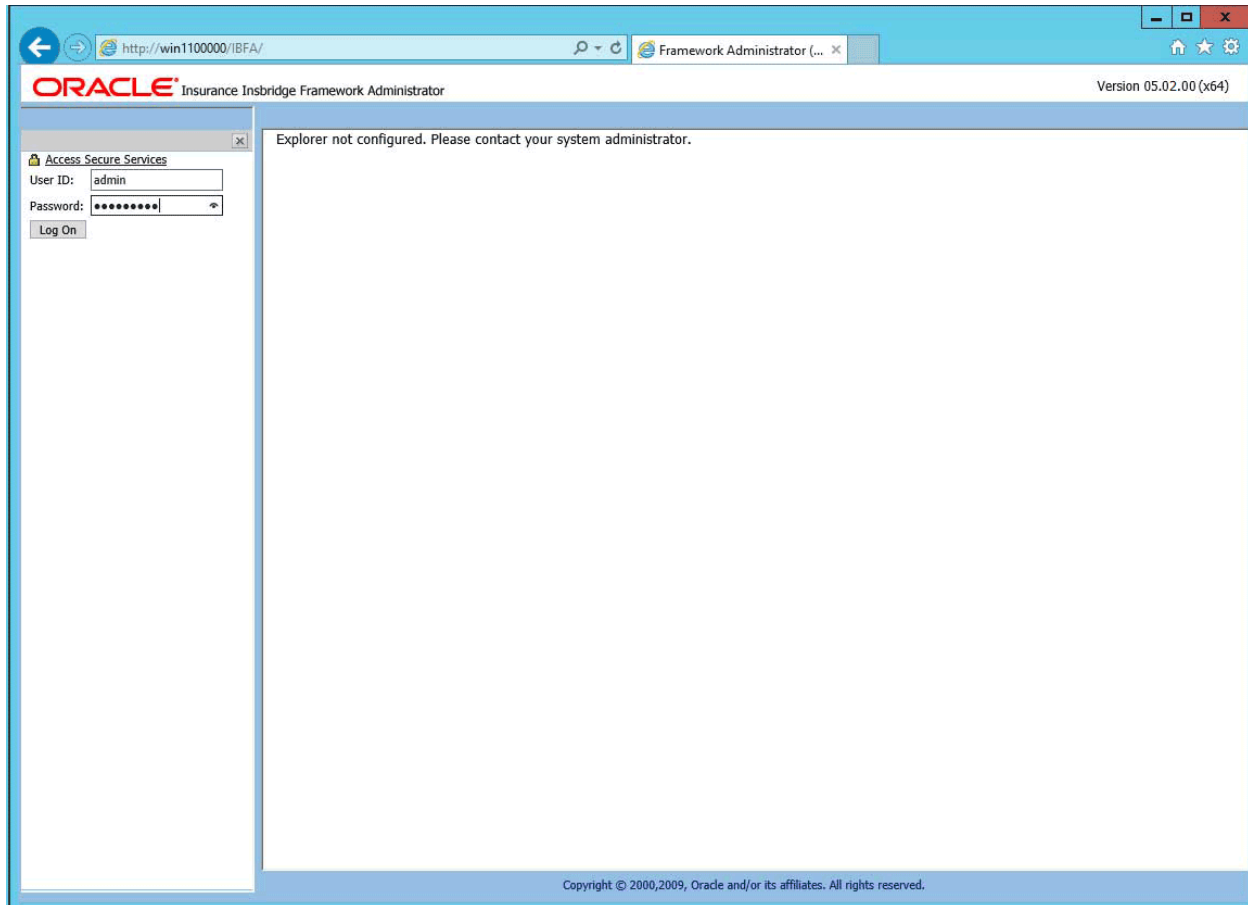 http://win1100000/IBFA/
Framework Administrator (...
ORACLE Insurance Insbridge Framework Administrator
Version 05.02.00 (x64)
Explorer not configured. Please contact your system administrator.
Access Secure Services
User ID: admin
Password: •••••••••
Log On
Copyright © 2000,2009, Oracle and/or its affiliates. All rights reserved.